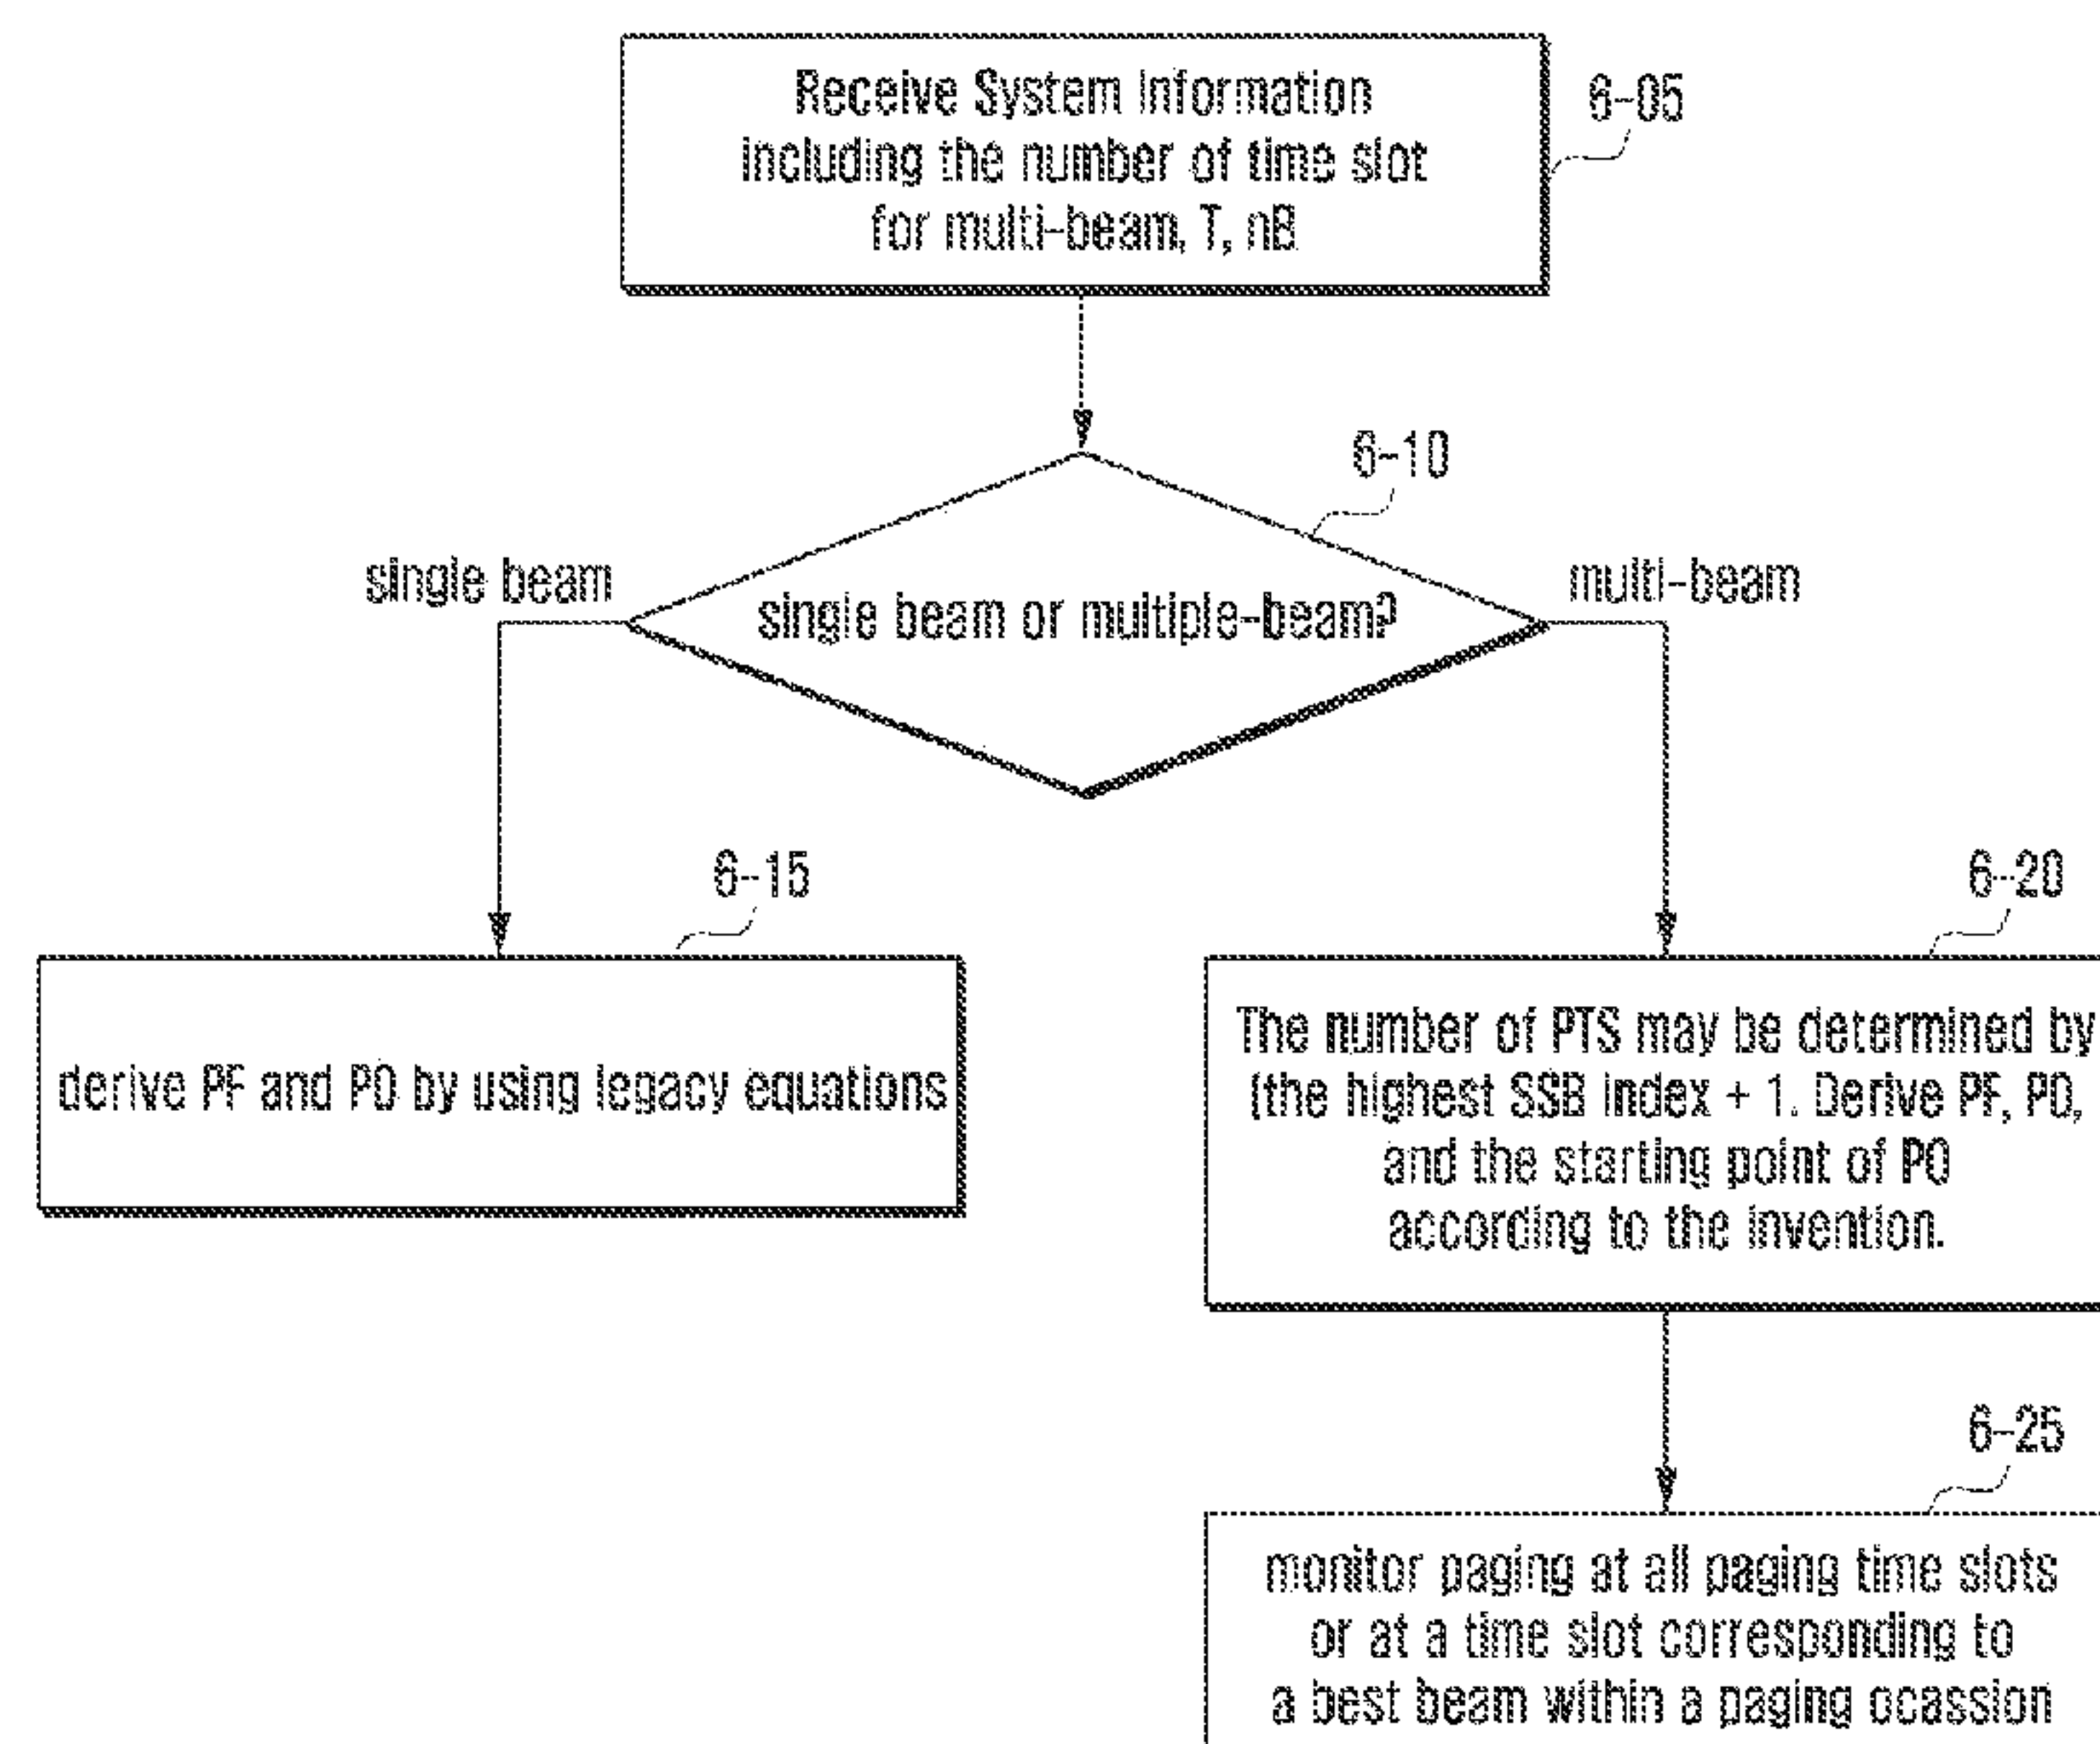 Receive System Information
including the number of time slot
for multi-beam, T, nB
6-05
6-10
single beam
single beam or multiple-beam?
multi-beam
6-15
derive PF and PO by using legacy equations
6-20
The number of PTS may be determined by
(the highest SSB index + 1. Derive PF, PO,
and the starting point of PO
according to the invention.
6-25
monitor paging at all paging time slots
or at a time slot corresponding to
a best beam within a paging ocassion